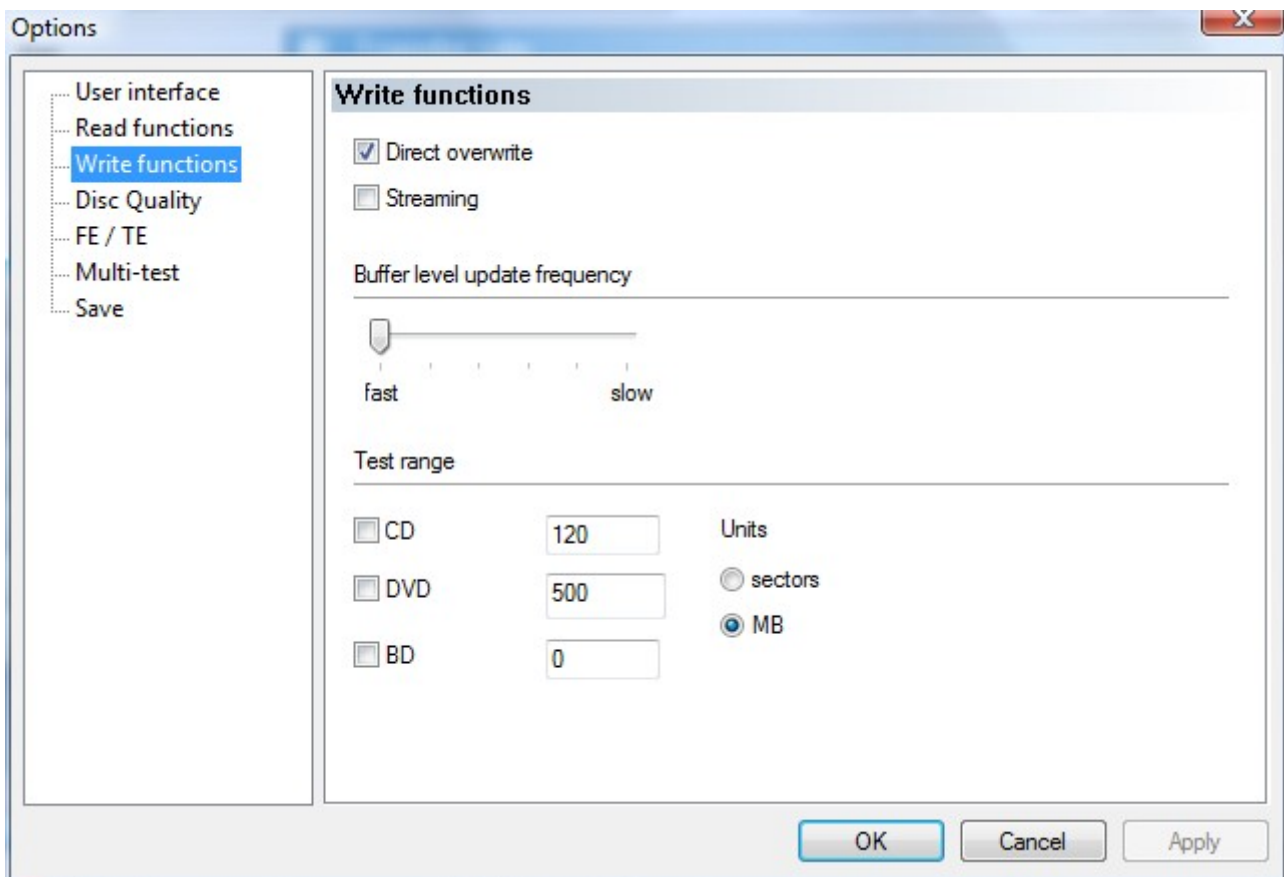 Options
User interface
Read functions
Write functions
Disc Quality
FE / TE
Multi-test
Save
Write functions
Direct overwrite
Streaming
Buffer level update frequency
fast slow
Test range
CD 120 Units
DVD 500 sectors
MB
BD 0
OK Cancel Apply